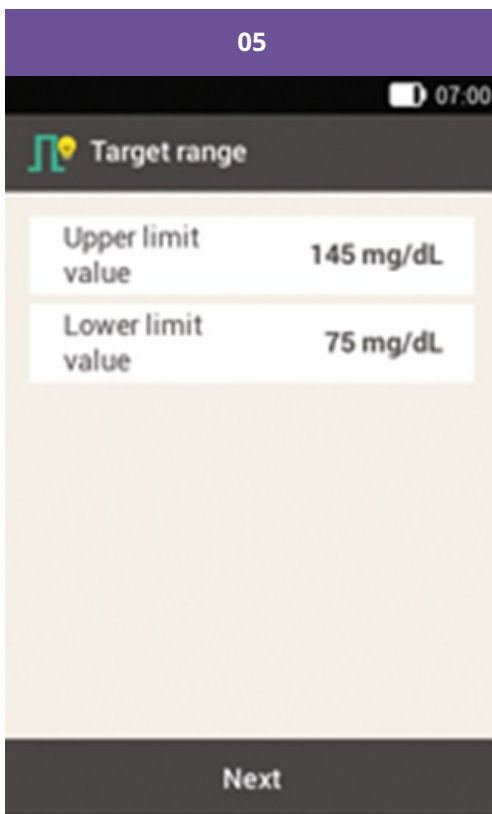 05
07:00
Target range
Upper limit
value
145 mg/dL
Lower limit
value
75 mg/dL
Next